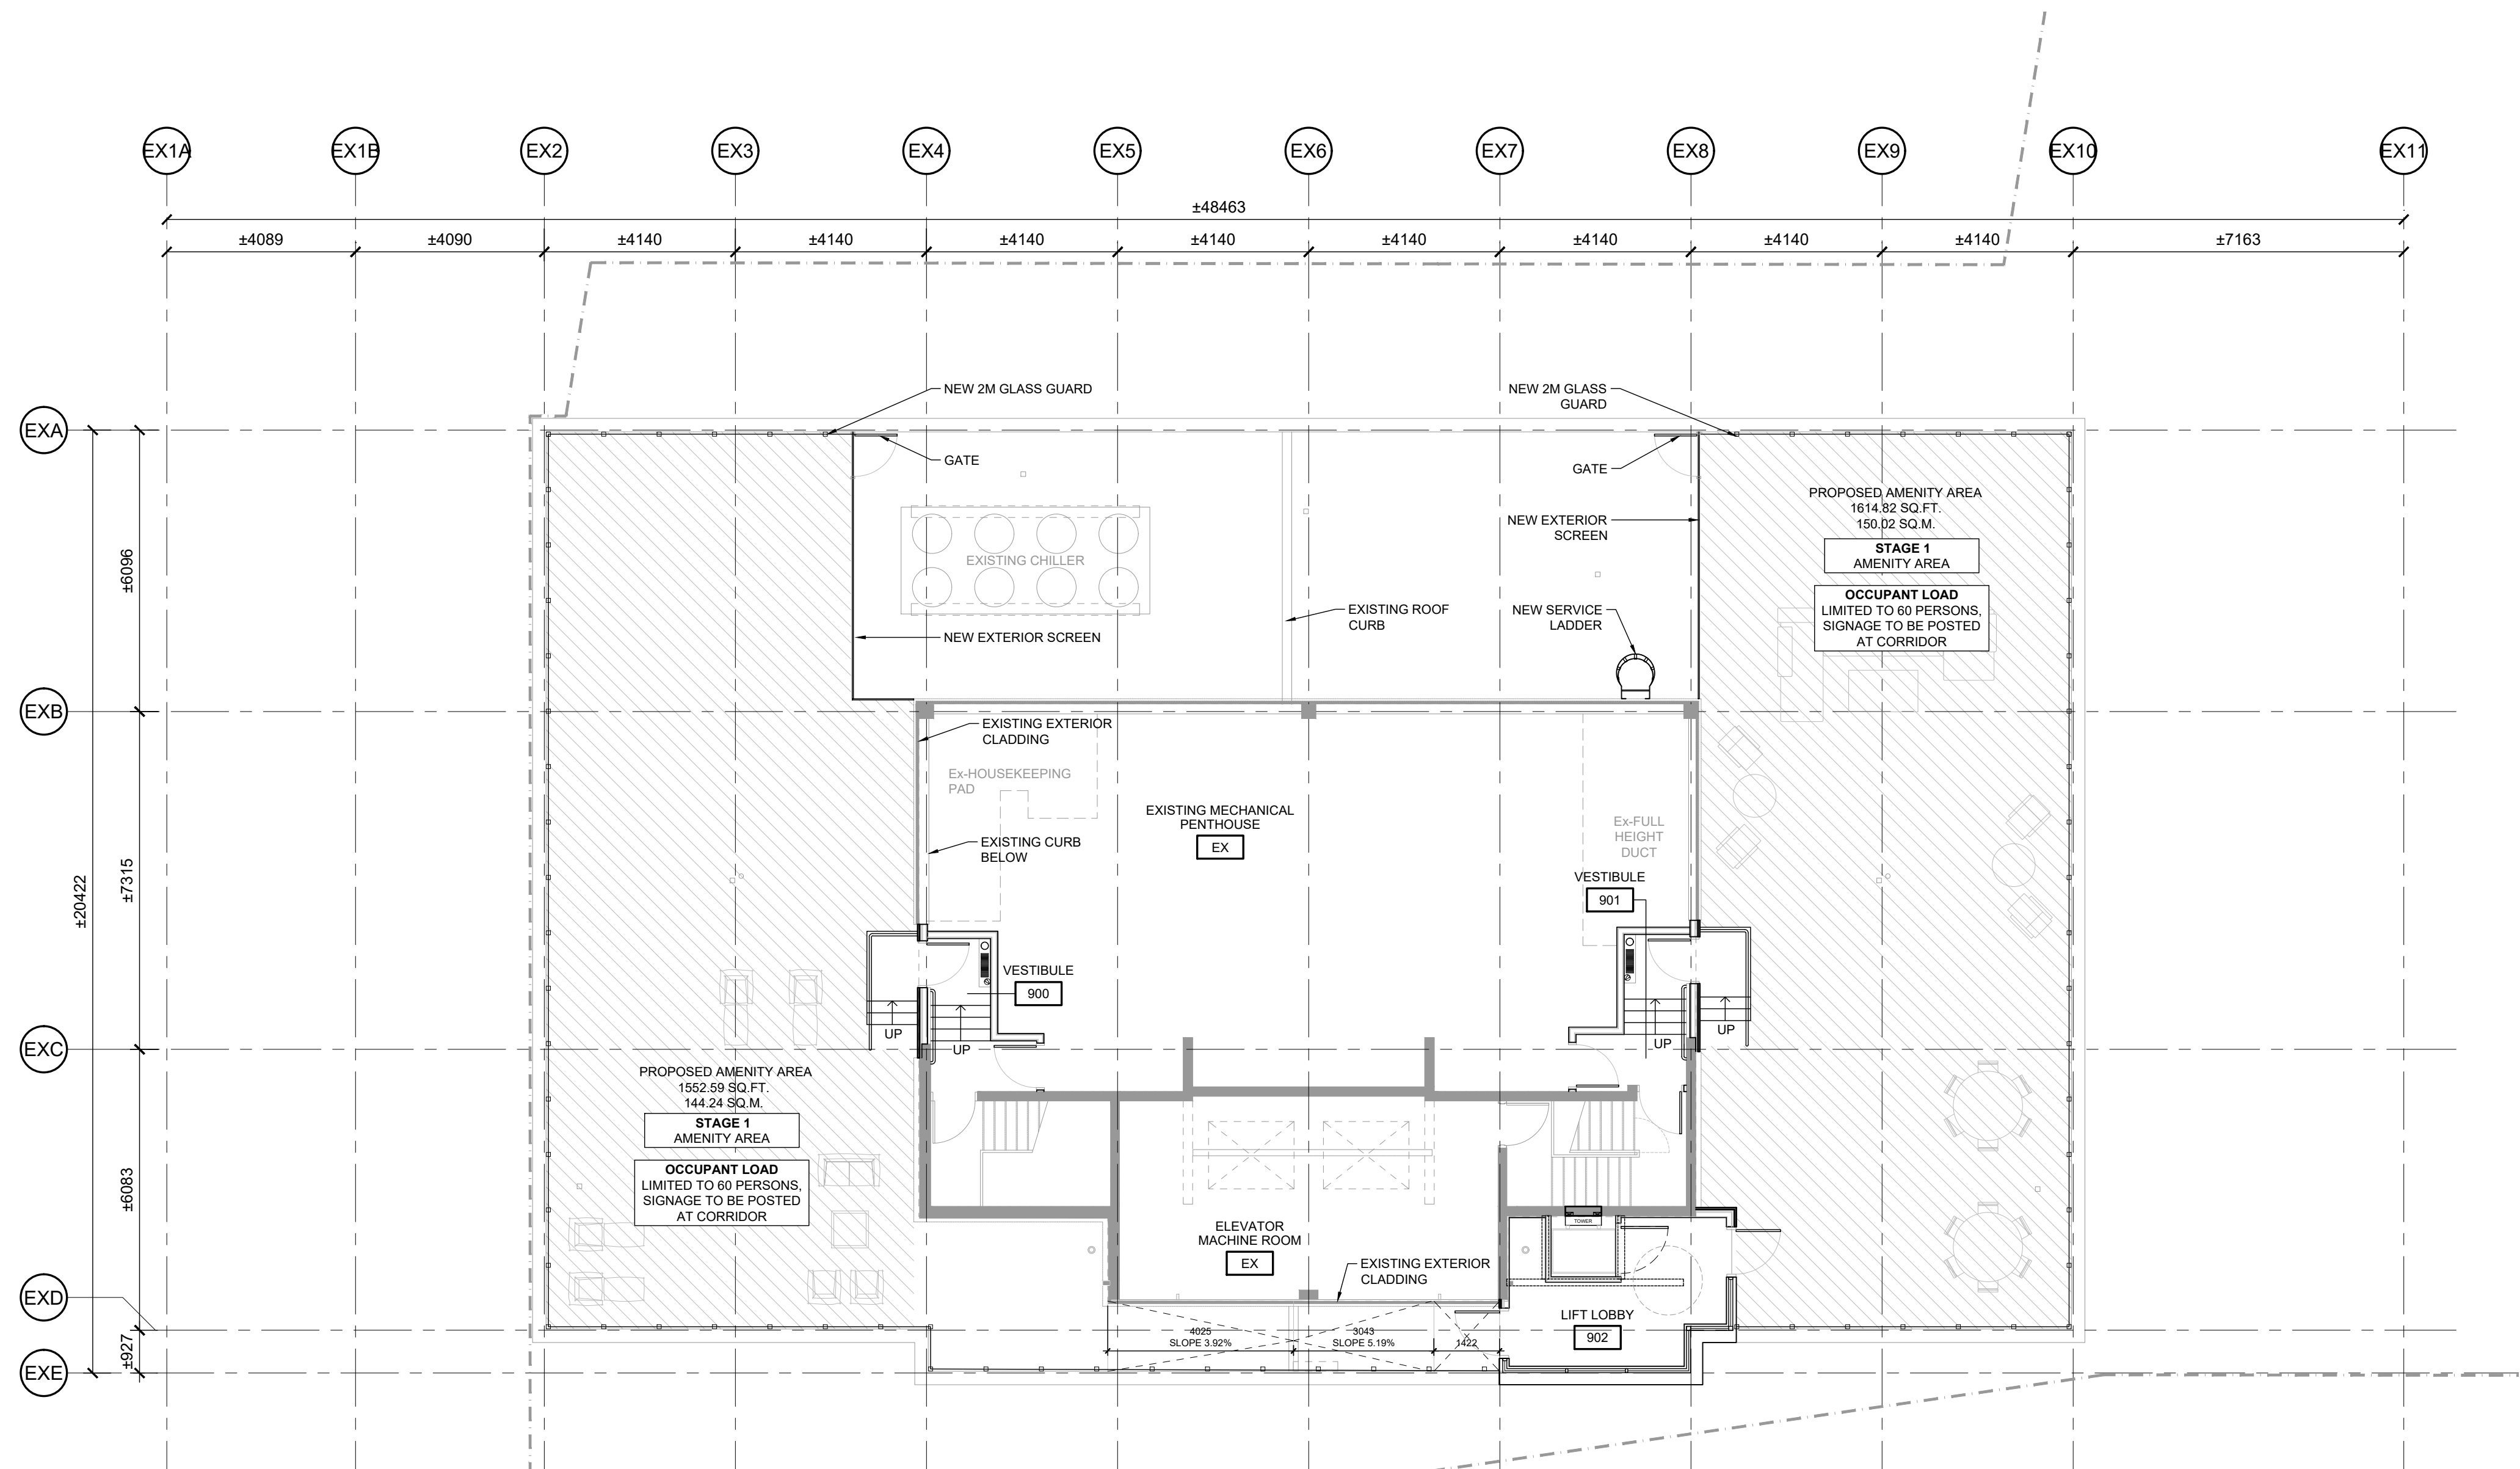 EX1A
EX1B
EX2
EX3
EX4
EX5
EX6
EX7
EX8
EX9
EX10
EX11
±48463
±4089
±4090
±4140
±4140
±4140
±4140
±4140
±4140
±4140
±4140
±7163
EXA
EXB
EXC
EXD
EXE
±20422
±6096
±7315
±6083
±927
NEW 2M GLASS GUARD
NEW 2M GLASS
GUARD
GATE
GATE
EXISTING CHILLER
NEW EXTERIOR
SCREEN
PROPOSED AMENITY AREA
1614.82 SQ.FT.
150.02 SQ.M.
STAGE 1
AMENITY AREA
OCCUPANT LOAD
LIMITED TO 60 PERSONS,
SIGNAGE TO BE POSTED
AT CORRIDOR
EXISTING ROOF
CURB
NEW SERVICE
LADDER
NEW EXTERIOR SCREEN
EXISTING EXTERIOR
CLADDING
Ex-HOUSEKEEPING
PAD
EXISTING CURB
BELOW
EXISTING MECHANICAL
PENTHOUSE
EX
Ex-FULL
HEIGHT
DUCT
VESTIBULE
901
VESTIBULE
900
UP
UP
UP
UP
PROPOSED AMENITY AREA
1552.59 SQ.FT.
144.24 SQ.M.
STAGE 1
AMENITY AREA
OCCUPANT LOAD
LIMITED TO 60 PERSONS,
SIGNAGE TO BE POSTED
AT CORRIDOR
ELEVATOR
MACHINE ROOM
EX
EXISTING EXTERIOR
CLADDING
TOWER
LIFT LOBBY
902
4025
SLOPE 3.92%
3043
SLOPE 5.19%
1422